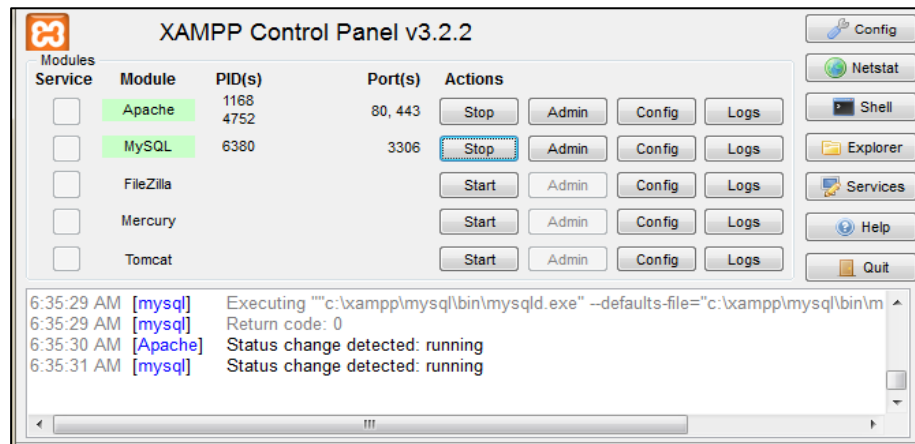 XAMPP Control Panel v3.2.2
Config
Modules
Service Module PID(s) Port(s) Actions
Netstat
Apache 1168 4752 80, 443 Stop Admin Config Logs
Shell
MySQL 6380 3306 Stop Admin Config Logs
Explorer
FileZilla Start Admin Config Logs
Services
Mercury Start Admin Config Logs
Help
Tomcat Start Admin Config Logs
Quit
6:35:29 AM [mysql] Executing ""c:\xampp\mysql\bin\mysqld.exe" --defaults-file="c:\xampp\mysql\bin\m
6:35:29 AM [mysql] Return code: 0
6:35:30 AM [Apache] Status change detected: running
6:35:31 AM [mysql] Status change detected: running